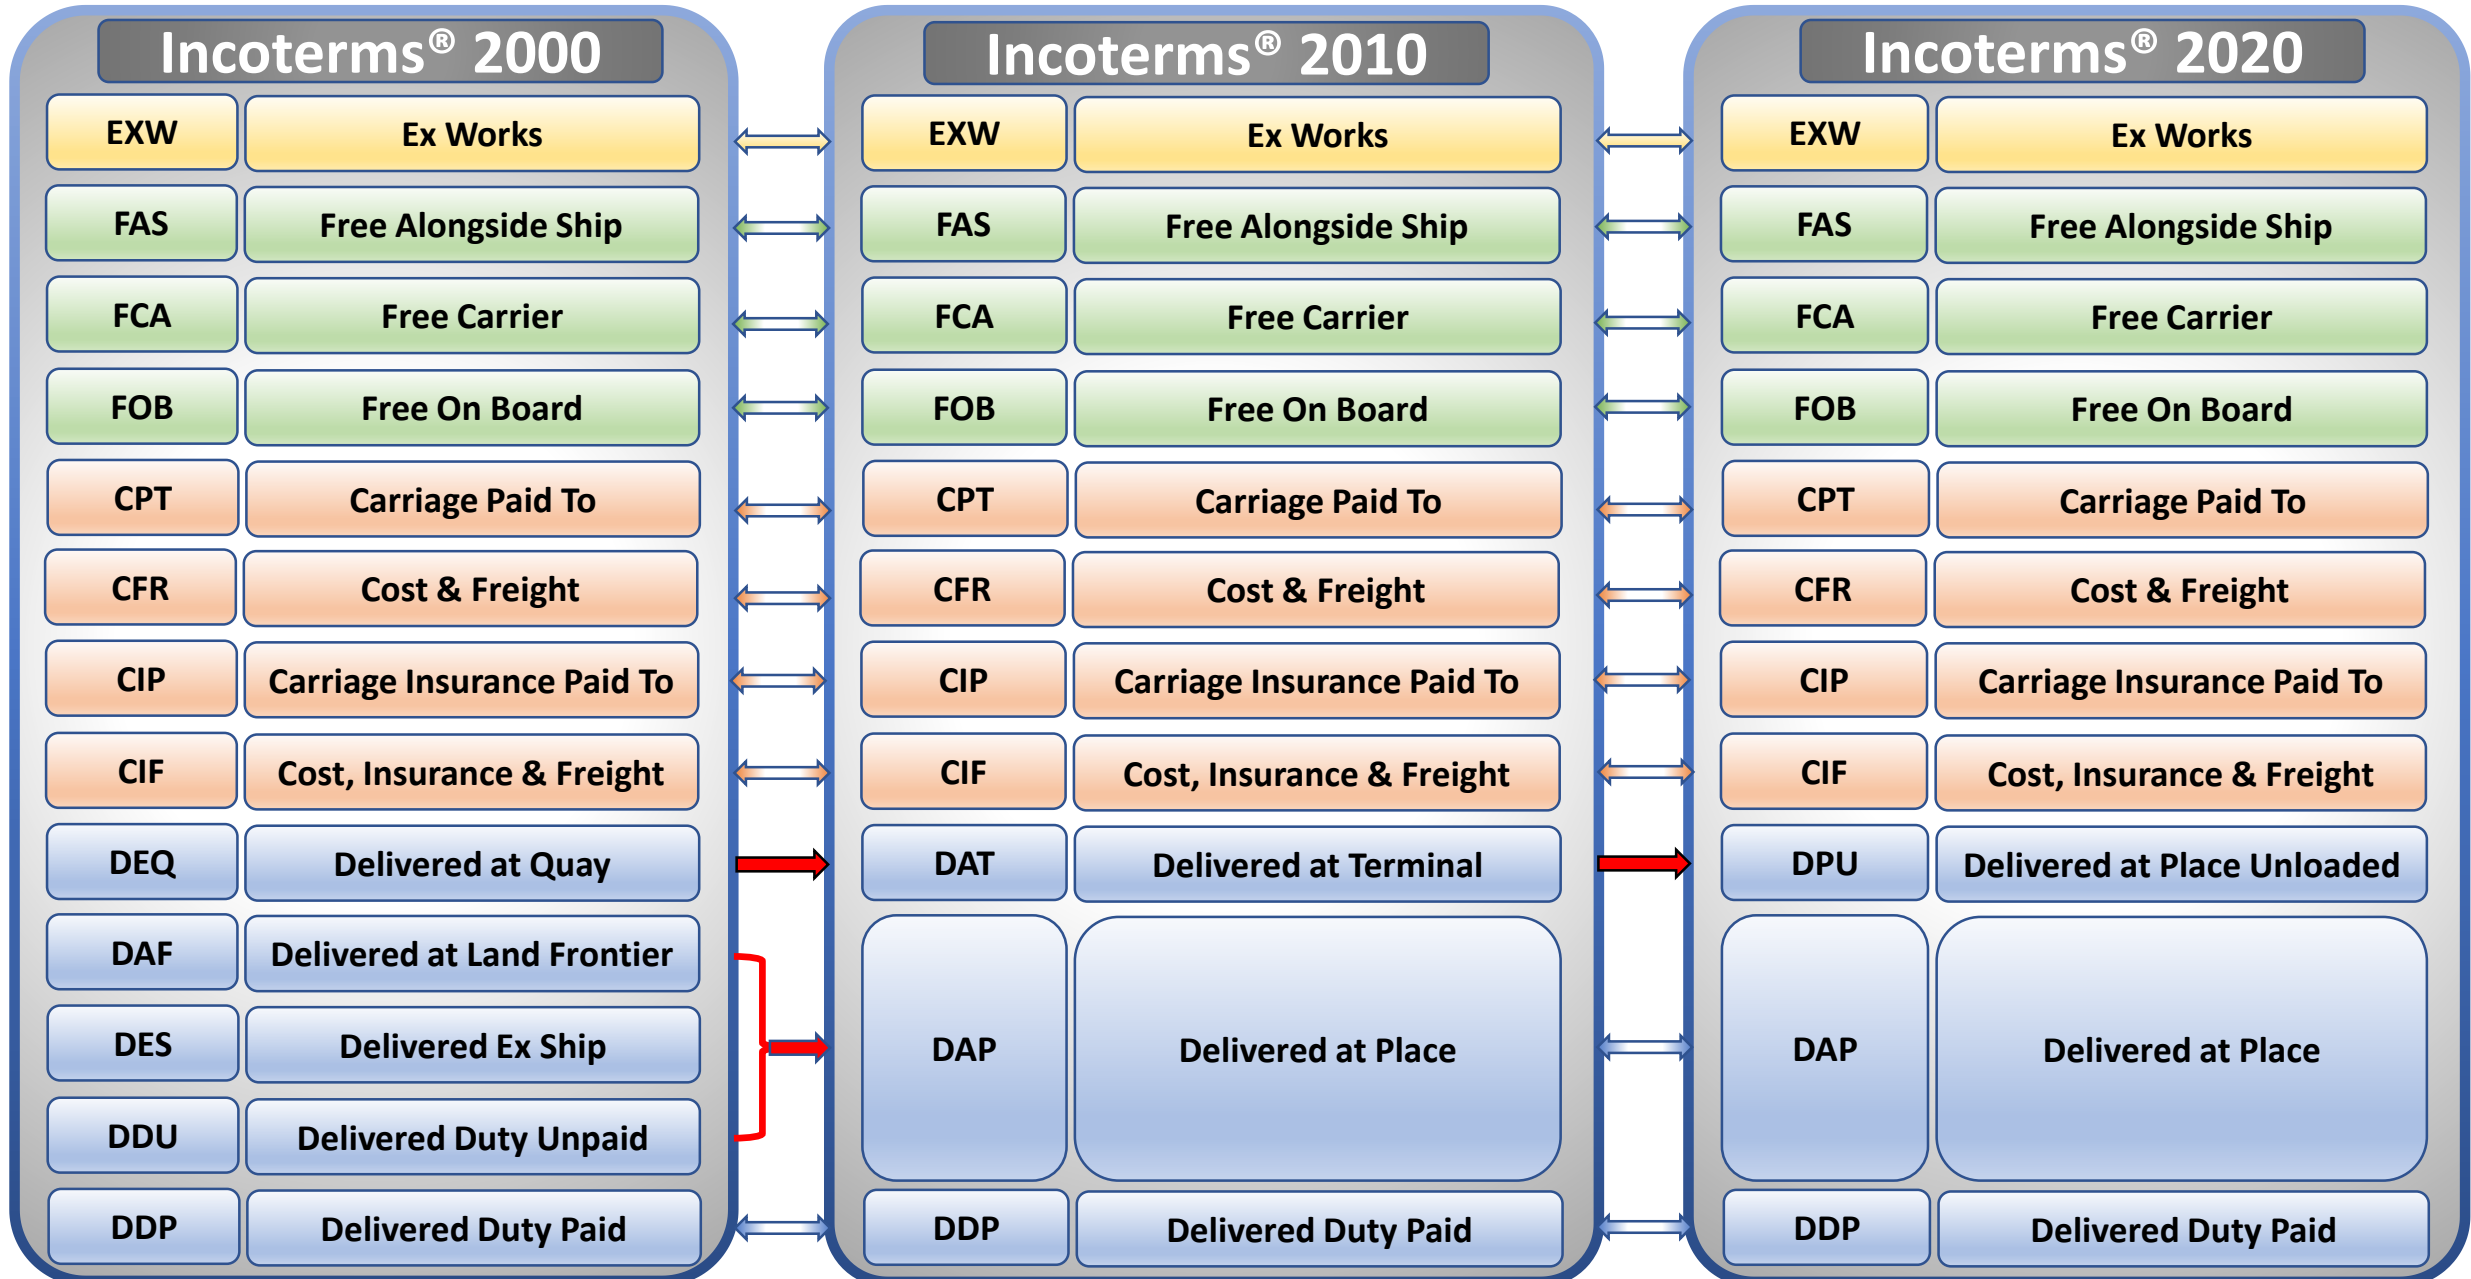 Incoterms® 2000
EXW Ex Works
FAS Free Alongside Ship
FCA Free Carrier
FOB Free On Board
CPT Carriage Paid To
CFR Cost & Freight
CIP Carriage Insurance Paid To
CIF Cost, Insurance & Freight
DEQ Delivered at Quay
DAF Delivered at Land Frontier
DES Delivered Ex Ship
DDU Delivered Duty Unpaid
DDP Delivered Duty Paid
Incoterms® 2010
EXW Ex Works
FAS Free Alongside Ship
FCA Free Carrier
FOB Free On Board
CPT Carriage Paid To
CFR Cost & Freight
CIP Carriage Insurance Paid To
CIF Cost, Insurance & Freight
DAT Delivered at Terminal
DAP Delivered at Place
DDP Delivered Duty Paid
Incoterms® 2020
EXW Ex Works
FAS Free Alongside Ship
FCA Free Carrier
FOB Free On Board
CPT Carriage Paid To
CFR Cost & Freight
CIP Carriage Insurance Paid To
CIF Cost, Insurance & Freight
DPU Delivered at Place Unloaded
DAP Delivered at Place
DDP Delivered Duty Paid